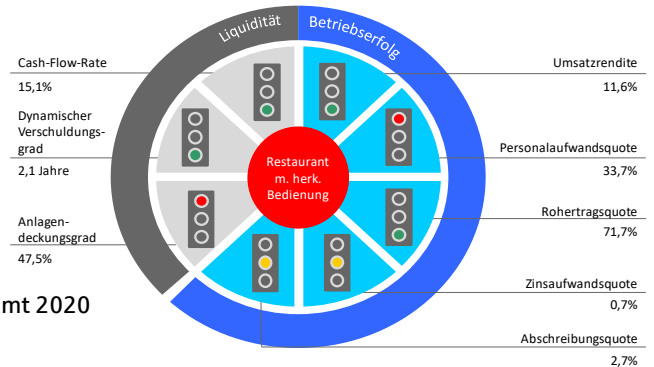 Liquidität
Betriebserfolg
Cash-Flow-Rate
15,1%
Dynamischer
Verschuldungs-
grad
2,1 Jahre
Anlagen-
deckungsgrad
47,5%
Restaurant
m. herk.
Bedienung
Umsatzrendite
11,6%
Personalaufwandsquote
33,7%
Rohertragsquote
71,7%
Zinsaufwandsquote
0,7%
Abschreibungsquote
2,7%
mt 2020